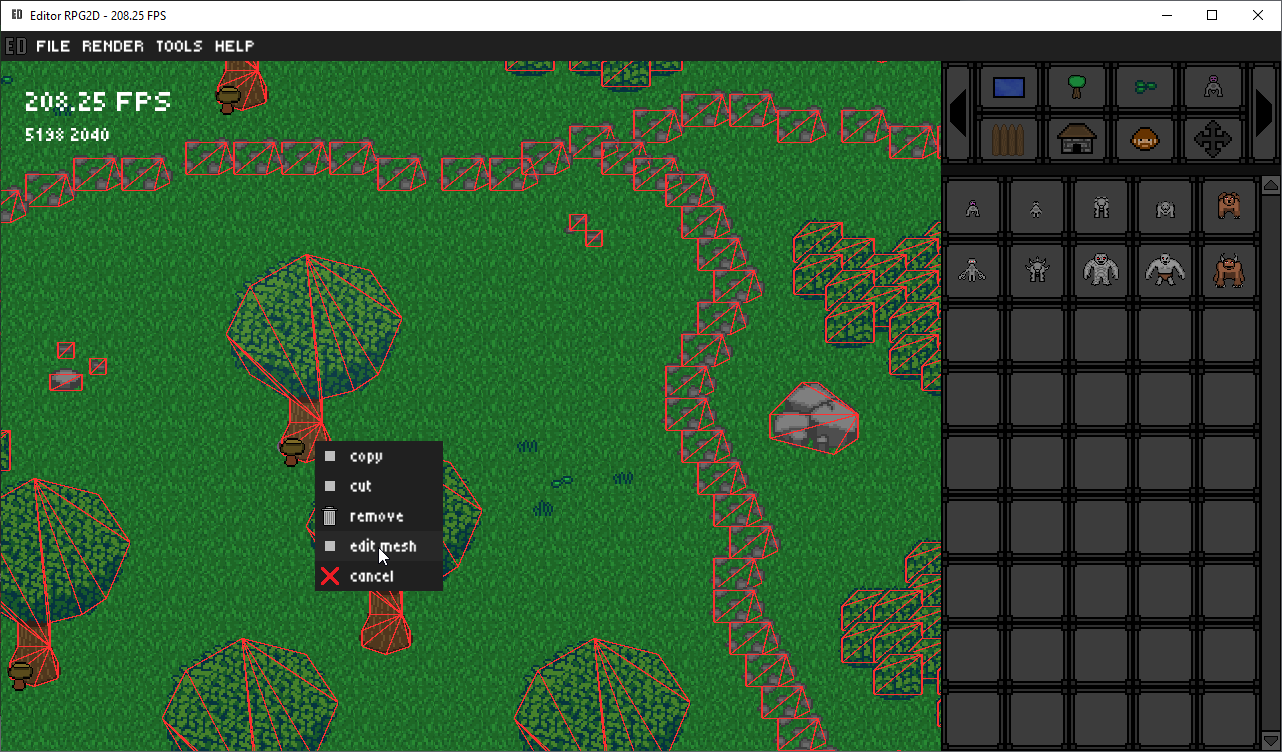 ED Editor RPG2D - 208.25 FPS
ED FILE RENDER TOOLS HELP
208.25 FPS
5198 2040
copy
cut
remove
edit mesh
cancel